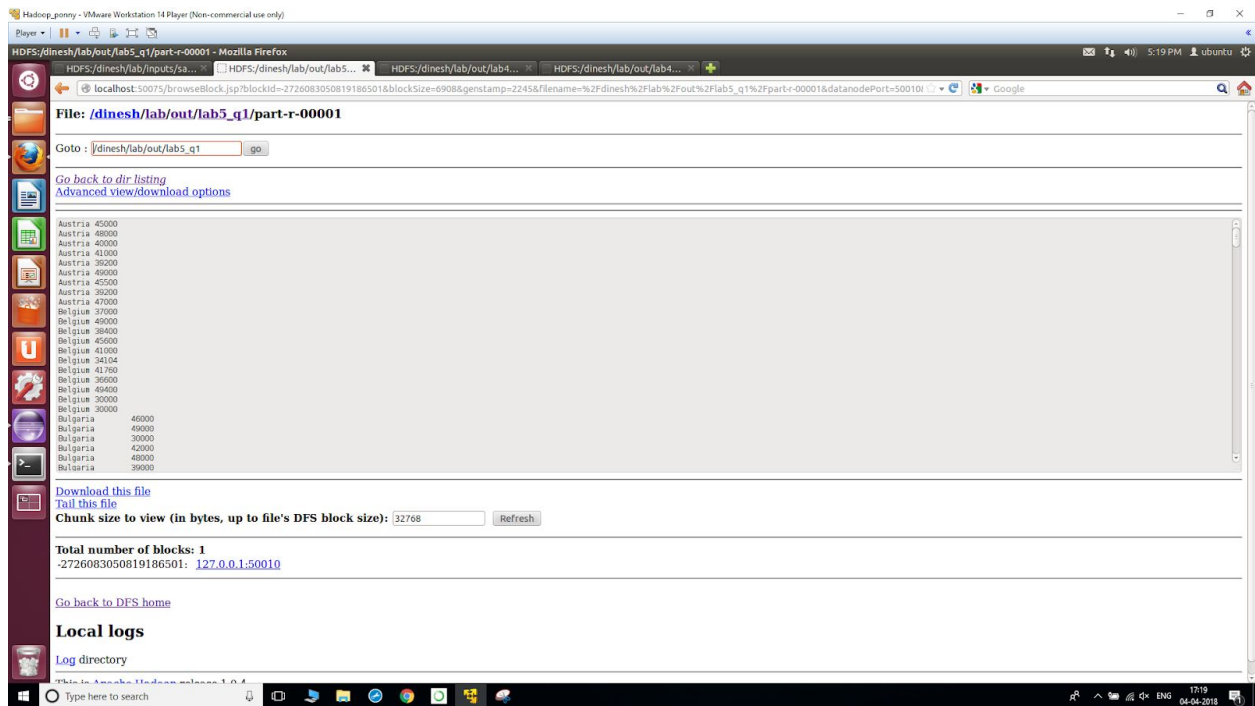 Hadoop_ponny - VMware Workstation 14 Player (Non-commercial use only)
Player
HDFS:/dinesh/lab/out/lab5_q1/part-r-00001 - Mozilla Firefox
5:19 PM ubuntu
HDFS:/dinesh/lab/inputs/sa...
HDFS:/dinesh/lab/out/lab5...
HDFS:/dinesh/lab/out/lab4...
HDFS:/dinesh/lab/out/lab4...
localhost:50075/browseBlock.jsp?blockId=-2726083050819186501&blockSize=6908&genstamp=2245&filename=%2Fdinesh%2Flab%2Fout%2Flab5_q1%2Fpart-r-00001&datanodePort=50010
Google
File: /dinesh/lab/out/lab5_q1/part-r-00001
Goto : /dinesh/lab/out/lab5_q1 go
Go back to dir listing
Advanced view/download options
Austria 45000
Austria 48000
Austria 40000
Austria 41000
Austria 39200
Austria 49000
Austria 45500
Austria 39200
Austria 47000
Belgium 37000
Belgium 49000
Belgium 38400
Belgium 45600
Belgium 41000
Belgium 34104
Belgium 41760
Belgium 36600
Belgium 49400
Belgium 30000
Belgium 30000
Bulgaria 46000
Bulgaria 49000
Bulgaria 30000
Bulgaria 42000
Bulgaria 48000
Bulgaria 39000
Download this file
Tail this file
Chunk size to view (in bytes, up to file's DFS block size): 32768 Refresh
Total number of blocks: 1
-2726083050819186501: 127.0.0.1:50010
Go back to DFS home
Local logs
Log directory
This is Apache Hadoop release 1.0.4
Type here to search
ENG
17:19
04-04-2018